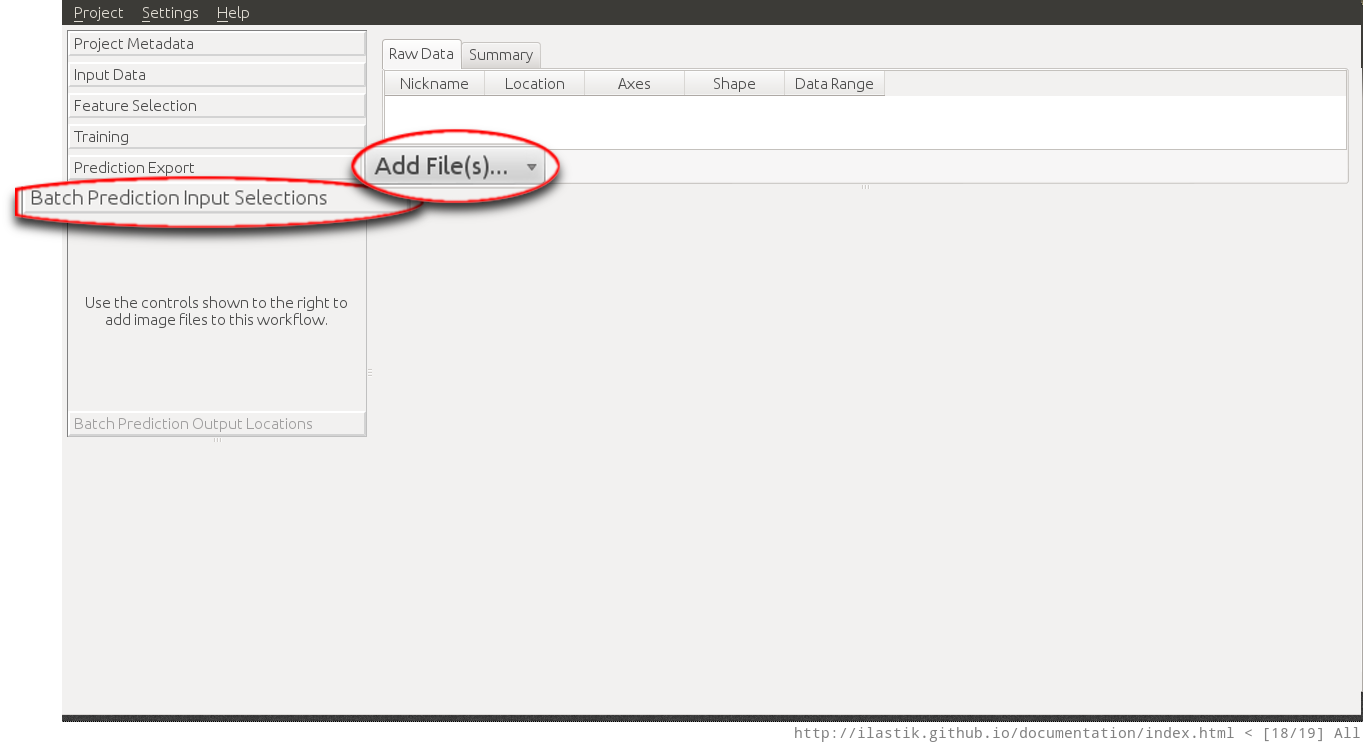 Project Settings Help
Project Metadata
Input Data
Feature Selection
Training
Prediction Export
Batch Prediction Input Selections
Use the controls shown to the right to
add image files to this workflow.
Batch Prediction Output Locations
Raw Data Summary
Nickname Location Axes Shape Data Range
Add File(s)...
http://ilastik.github.io/documentation/index.html < [18/19] All